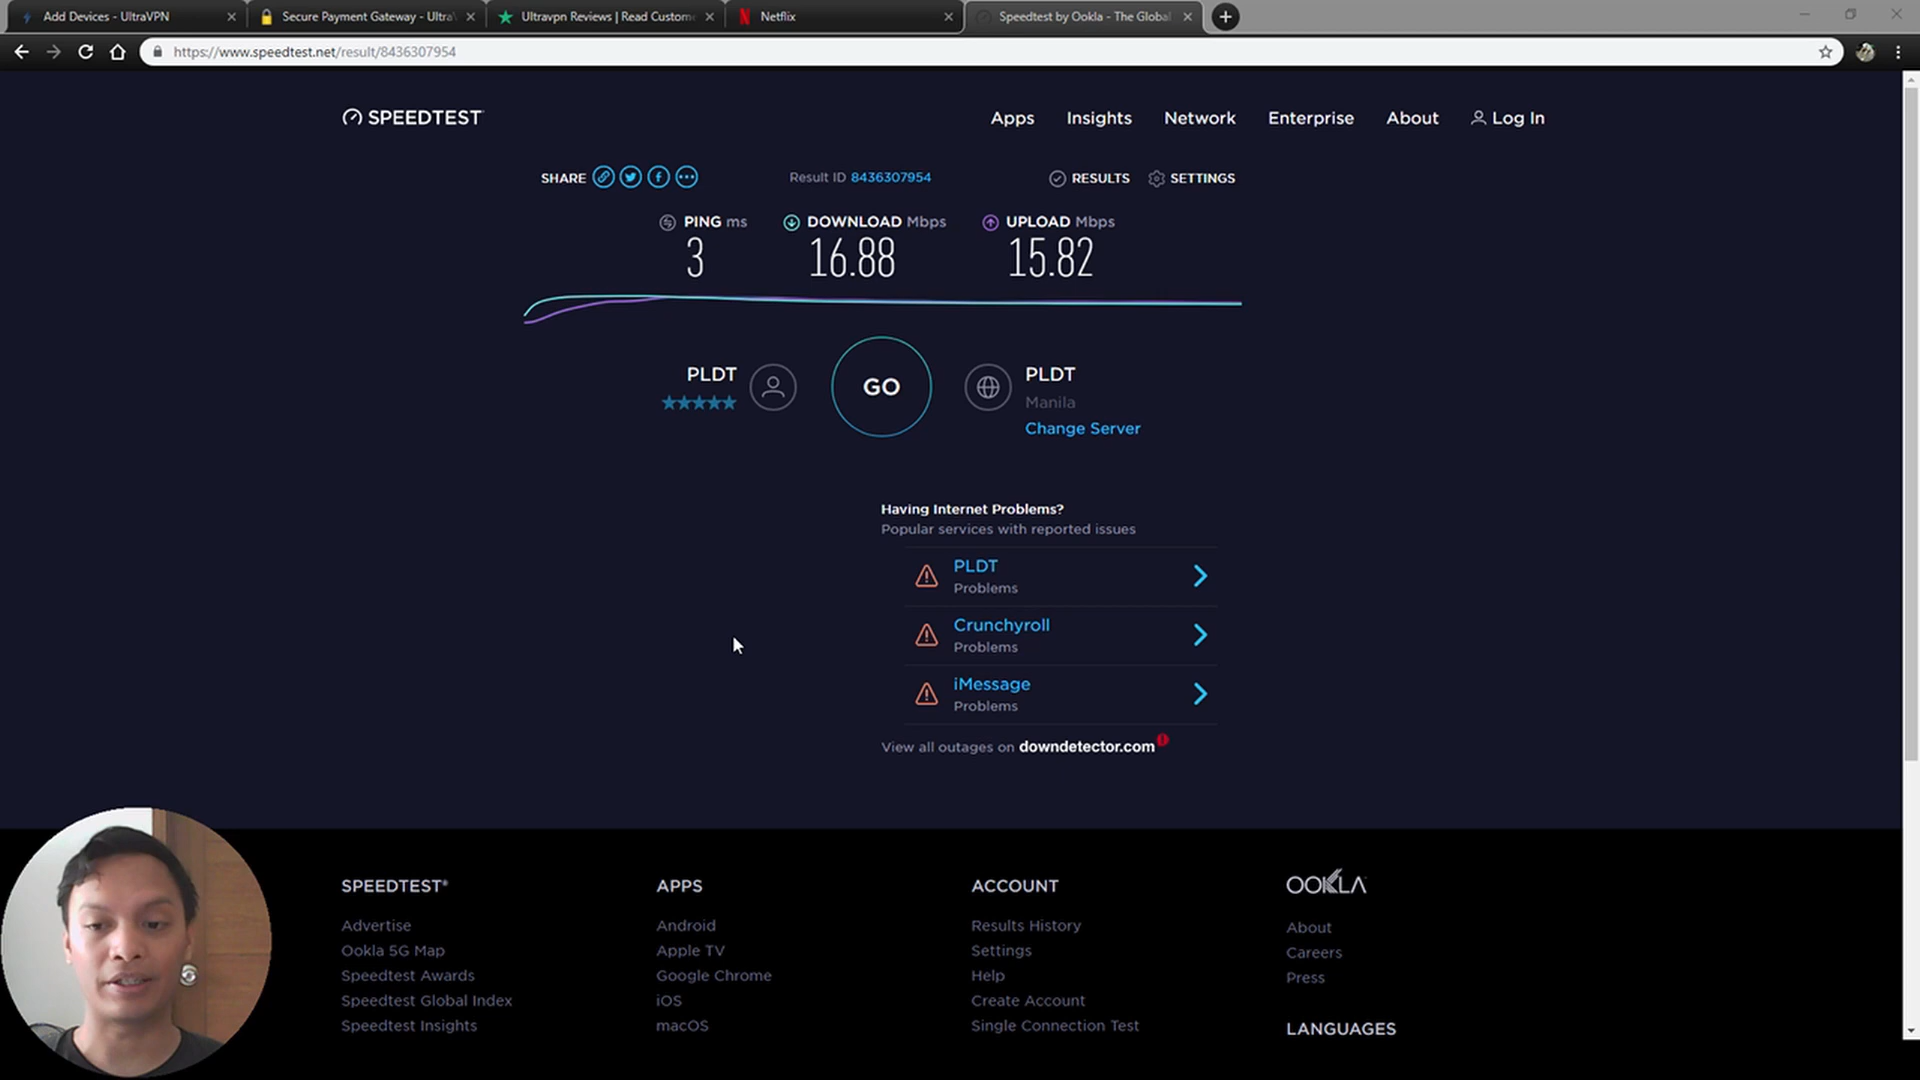 Add Devices - UltraVPN
Secure Payment Gateway - UltraV
Ultravpn Reviews | Read Custome
Netflix
Speedtest by Ookla - The Global
https://www.speedtest.net/result/8436307954
SPEEDTEST
Apps Insights Network Enterprise About Log In
SHARE
Result ID 8436307954
RESULTS SETTINGS
PING ms DOWNLOAD Mbps UPLOAD Mbps
3 16.88 15.82
PLDT
GO
PLDT
Manila
Change Server
Having Internet Problems?
Popular services with reported issues
PLDT
Problems
Crunchyroll
Problems
iMessage
Problems
View all outages on downdetector.com
SPEEDTEST®
Advertise
Ookla 5G Map
Speedtest Awards
Speedtest Global Index
Speedtest Insights
APPS
Android
Apple TV
Google Chrome
iOS
macOS
ACCOUNT
Results History
Settings
Help
Create Account
Single Connection Test
OOKLA
About
Careers
Press
LANGUAGES